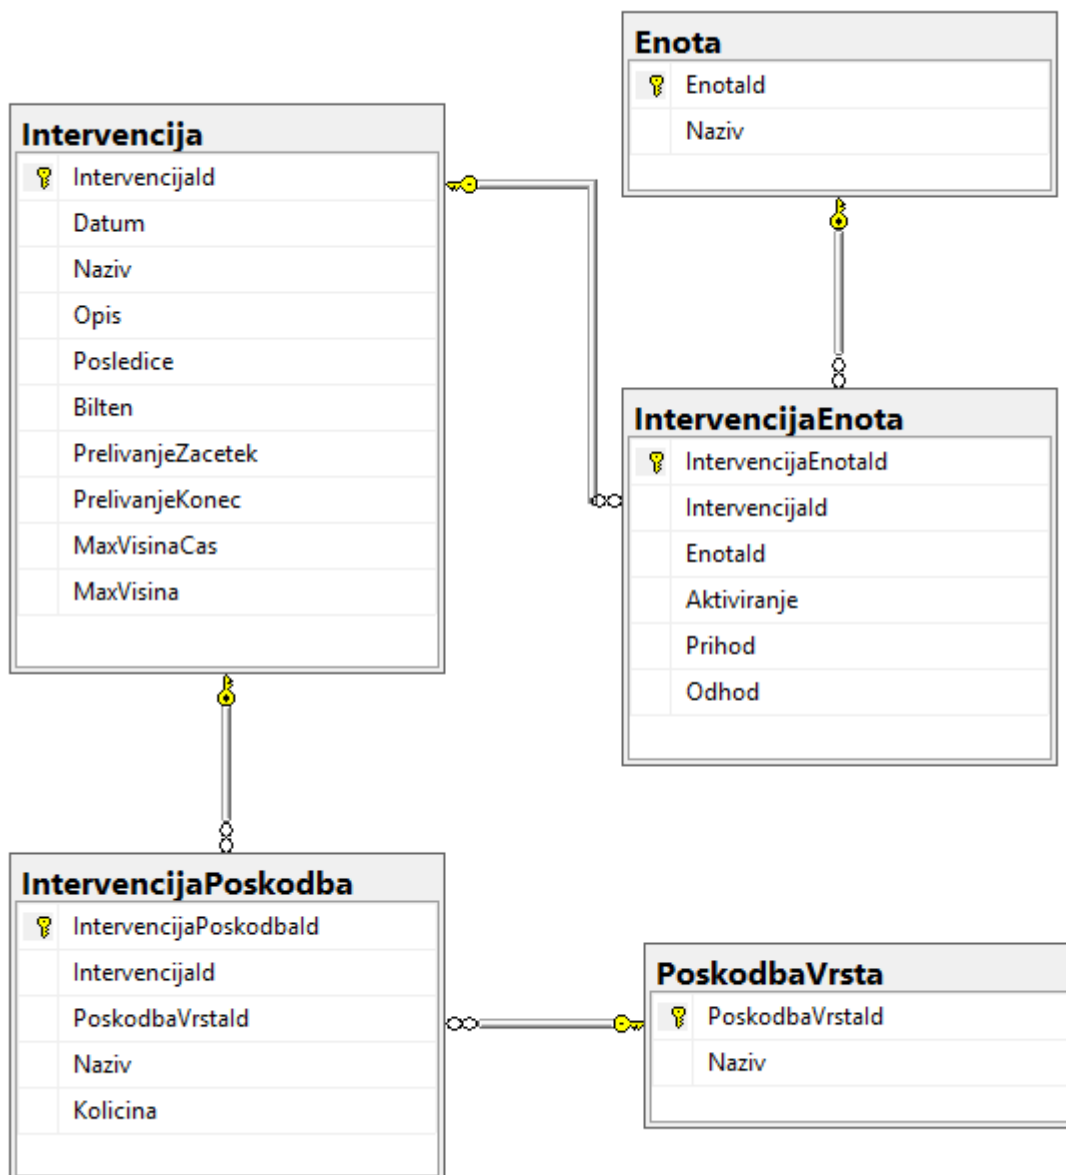 Enota
EnotaId
Naziv
Intervencija
IntervencijaId
Datum
Naziv
Opis
Posledice
Bilten
PrelivanjeZacetek
PrelivanjeKonec
MaxVisinaCas
MaxVisina
IntervencijaEnota
IntervencijaEnotaId
IntervencijaId
EnotaId
Aktiviranje
Prihod
Odhod
IntervencijaPoskodba
IntervencijaPoskodbaId
IntervencijaId
PoskodbaVrstaId
Naziv
Kolicina
PoskodbaVrsta
PoskodbaVrstaId
Naziv